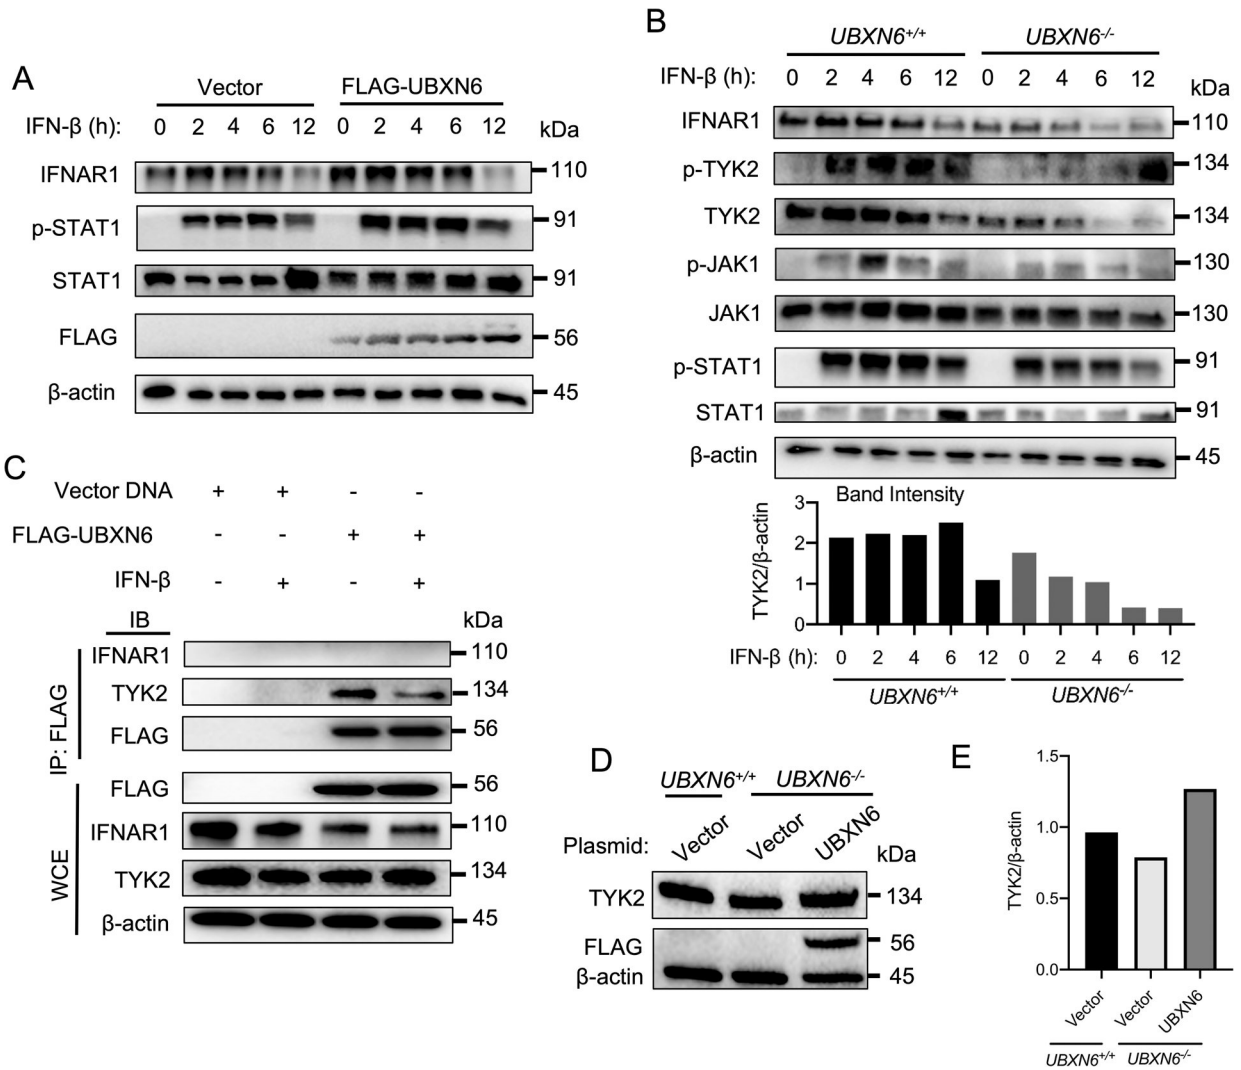 A
Vector FLAG-UBXN6
IFN-β (h): 0 2 4 6 12 0 2 4 6 12 kDa
IFNAR1 110
p-STAT1 91
STAT1 91
FLAG 56
β-actin 45
B
UBXN6+/+ UBXN6-/-
IFN-β (h): 0 2 4 6 12 0 2 4 6 12 kDa
IFNAR1 110
p-TYK2 134
TYK2 134
p-JAK1 130
JAK1 130
p-STAT1 91
STAT1 91
β-actin 45
Band Intensity
TYK2/β-actin
3
2
1
0
IFN-β (h): 0 2 4 6 12 0 2 4 6 12
UBXN6+/+ UBXN6-/-
C
Vector DNA + + - -
FLAG-UBXN6 - - + +
IFN-β - + - +
IB kDa
IP: FLAG
IFNAR1 110
TYK2 134
FLAG 56
WCE
FLAG 56
IFNAR1 110
TYK2 134
β-actin 45
D
UBXN6+/+ UBXN6-/-
Plasmid: Vector Vector UBXN6 kDa
TYK2 134
FLAG 56
β-actin 45
E
TYK2/β-actin
1.5
1.0
0.5
0.0
Vector Vector UBXN6
UBXN6+/+ UBXN6-/-